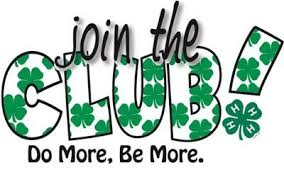 join the
CLUB!
H H H H
Do More, Be More.